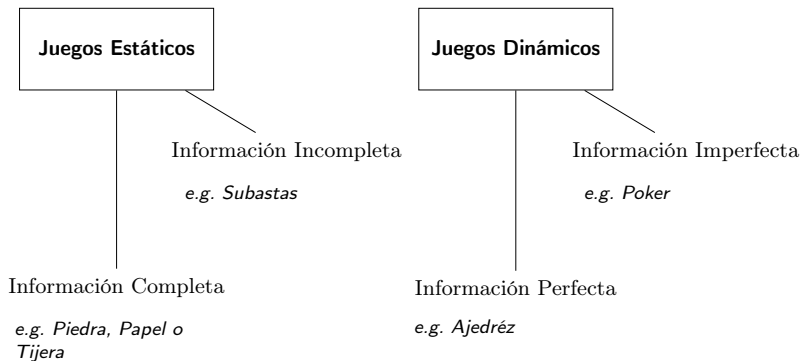 Juegos Estáticos
Información Incompleta
e.g. Subastas
Información Completa
e.g. Piedra, Papel o
Tijera
Juegos Dinámicos
Información Imperfecta
e.g. Poker
Información Perfecta
e.g. Ajedréz